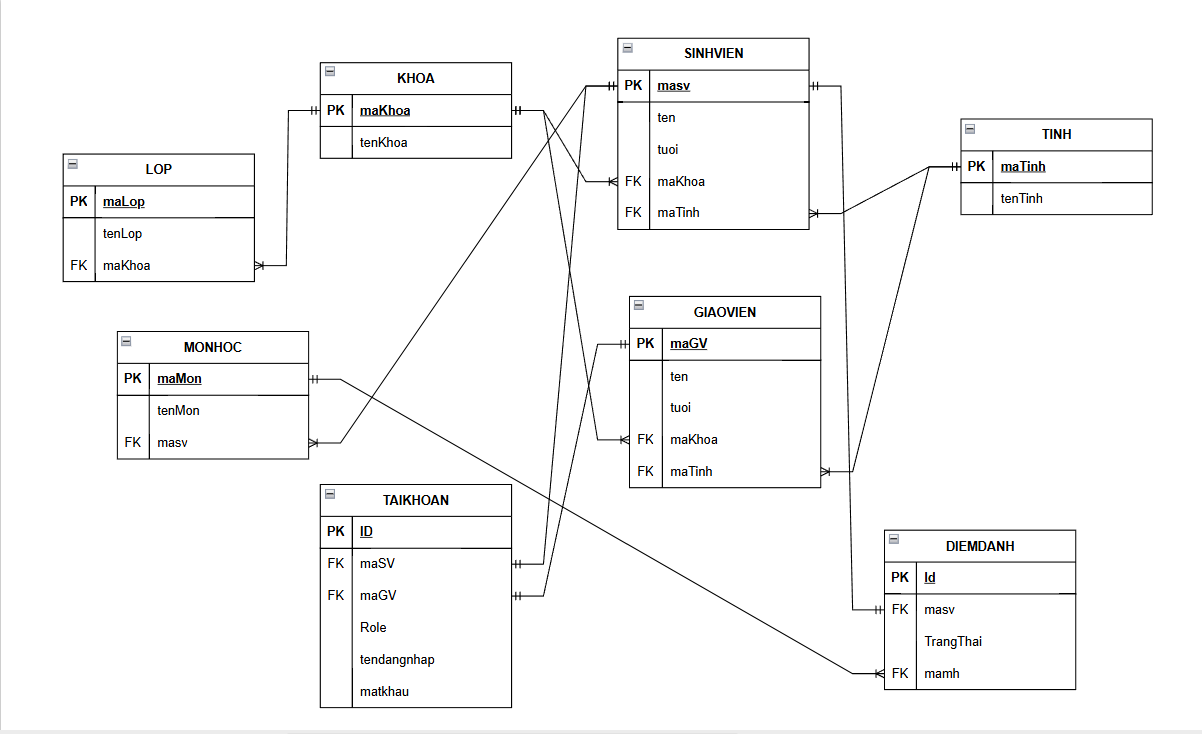 KHOA
PK maKhoa
tenKhoa
SINHVIEN
PK masv
ten
tuoi
FK maKhoa
FK maTinh
TINH
PK maTinh
tenTinh
LOP
PK maLop
tenLop
FK maKhoa
GIAOVIEN
PK maGV
ten
tuoi
FK maKhoa
FK maTinh
MONHOC
PK maMon
tenMon
FK masv
TAIKHOAN
PK ID
FK maSV
FK maGV
Role
tendangnhap
matkhau
DIEMDANH
PK Id
FK masv
TrangThai
FK mamh